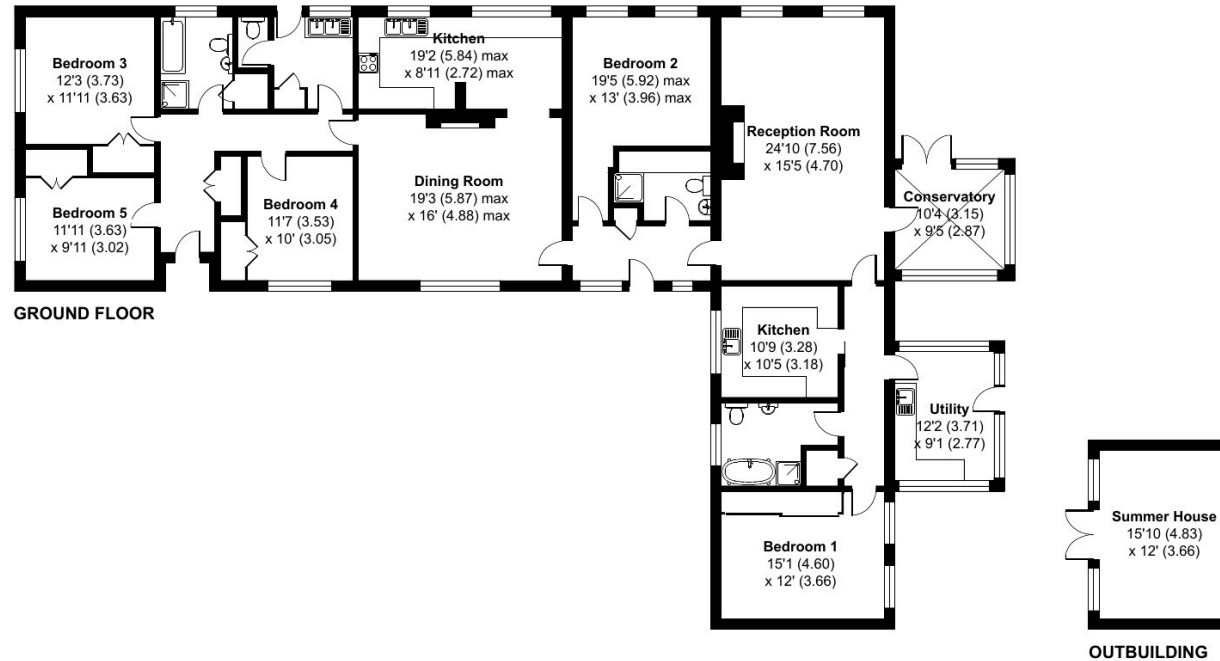 Bedroom 3
12'3 (3.73)
x 11'11 (3.63)
Kitchen
19'2 (5.84) max
x 8'11 (2.72) max
Bedroom 2
19'5 (5.92) max
x 13' (3.96) max
Reception Room
24'10 (7.56)
x 15'5 (4.70)
Conservatory
10'4 (3.15)
x 9'5 (2.87)
Dining Room
19'3 (5.87) max
x 16' (4.88) max
Bedroom 4
11'7 (3.53)
x 10' (3.05)
Bedroom 5
11'11 (3.63)
x 9'11 (3.02)
GROUND FLOOR
Kitchen
10'9 (3.28)
x 10'5 (3.18)
Utility
12'2 (3.71)
x 9'1 (2.77)
Bedroom 1
15'1 (4.60)
x 12' (3.66)
Summer House
15'10 (4.83)
x 12' (3.66)
OUTBUILDING